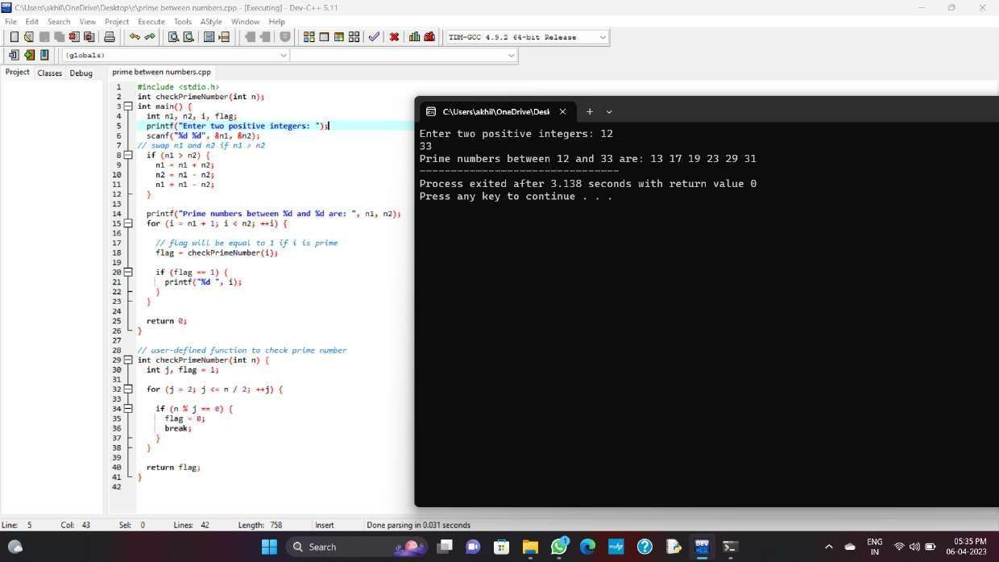 C:\Users\akhil\OneDrive\Desktop\c\prime between numbers.cpp - [Executing] - Dev-C++ 5.11
File Edit Search View Project Execute Tools AStyle Window Help
TDM-GCC 4.9.2 64-bit Release
(globals)
Project Classes Debug
prime between numbers.cpp
1 #include <stdio.h>
2 int checkPrimeNumber(int n);
3 int main() {
4 int n1, n2, i, flag;
5 printf("Enter two positive integers: ");
6 scanf("%d %d", &n1, &n2);
7 // swap n1 and n2 if n1 > n2
8 if (n1 > n2) {
9 n1 = n1 + n2;
10 n2 = n1 - n2;
11 n1 = n1 - n2;
12 }
13
14 printf("Prime numbers between %d and %d are: ", n1, n2);
15 for (i = n1 + 1; i < n2; ++i) {
16
17 // flag will be equal to 1 if i is prime
18 flag = checkPrimeNumber(i);
19
20 if (flag == 1) {
21 printf("%d ", i);
22 }
23 }
24
25 return 0;
26 }
27
28 // user-defined function to check prime number
29 int checkPrimeNumber(int n) {
30 int j, flag = 1;
31
32 for (j = 2; j <= n / 2; ++j) {
33
34 if (n % j == 0) {
35 flag = 0;
36 break;
37 }
38 }
39
40 return flag;
41 }
42
C:\Users\akhil\OneDrive\Desk
Enter two positive integers: 12
33
Prime numbers between 12 and 33 are: 13 17 19 23 29 31
--------------------------------
Process exited after 3.138 seconds with return value 0
Press any key to continue . . .
Line: 5 Col: 43 Sel: 0 Lines: 42 Length: 758 Insert Done parsing in 0.031 seconds
Search
1
DEV
ENG
IN
05:35 PM
06-04-2023